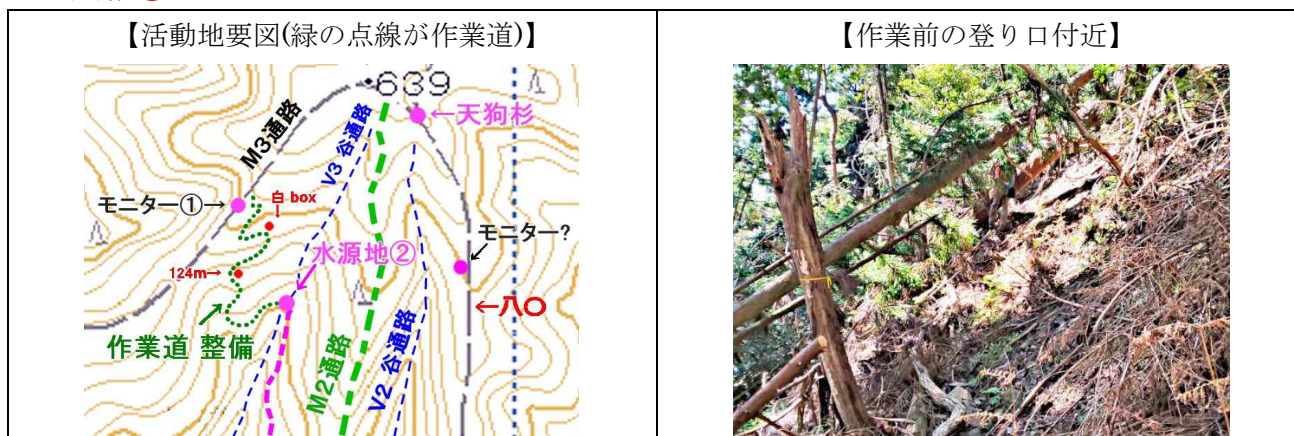 【活動地要図(緑の点線が作業道)】
【作業前の登り口付近】
639
←天狗杉
M3通路
V3 谷通路
白 box
↓
モニター①→
モニター?
水源地②
124m→
←八〇
作業道 整備
M2通路
V2 谷通路